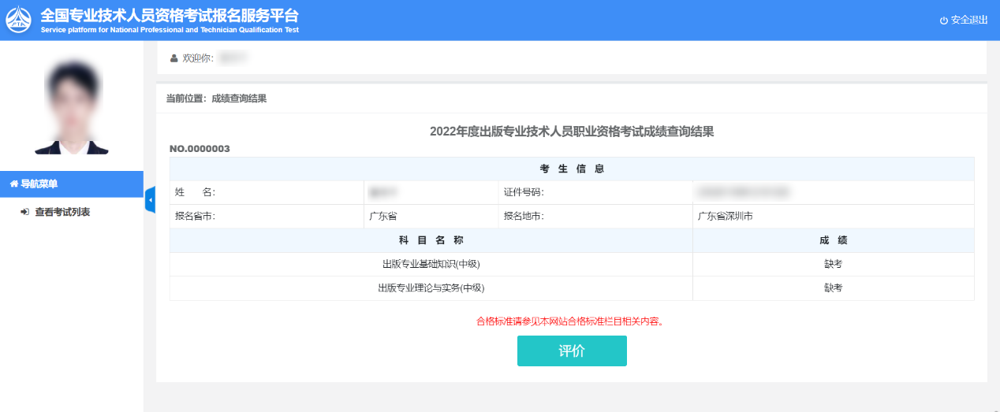 全国专业技术人员资格考试报名服务平台
Service platform for National Professional and Technician Qualification Test
安全退出
欢迎你：
导航菜单
查看考试列表
当前位置：成绩查询结果
2022年度出版专业技术人员职业资格考试成绩查询结果
NO.0000003
考 生 信 息
姓 名： 证件号码：
报名省市： 广东省 报名地市： 广东省深圳市
科 目 名 称 成 绩
出版专业基础知识(中级) 缺考
出版专业理论与实务(中级) 缺考
合格标准请参见本网站合格标准栏目相关内容。
评价